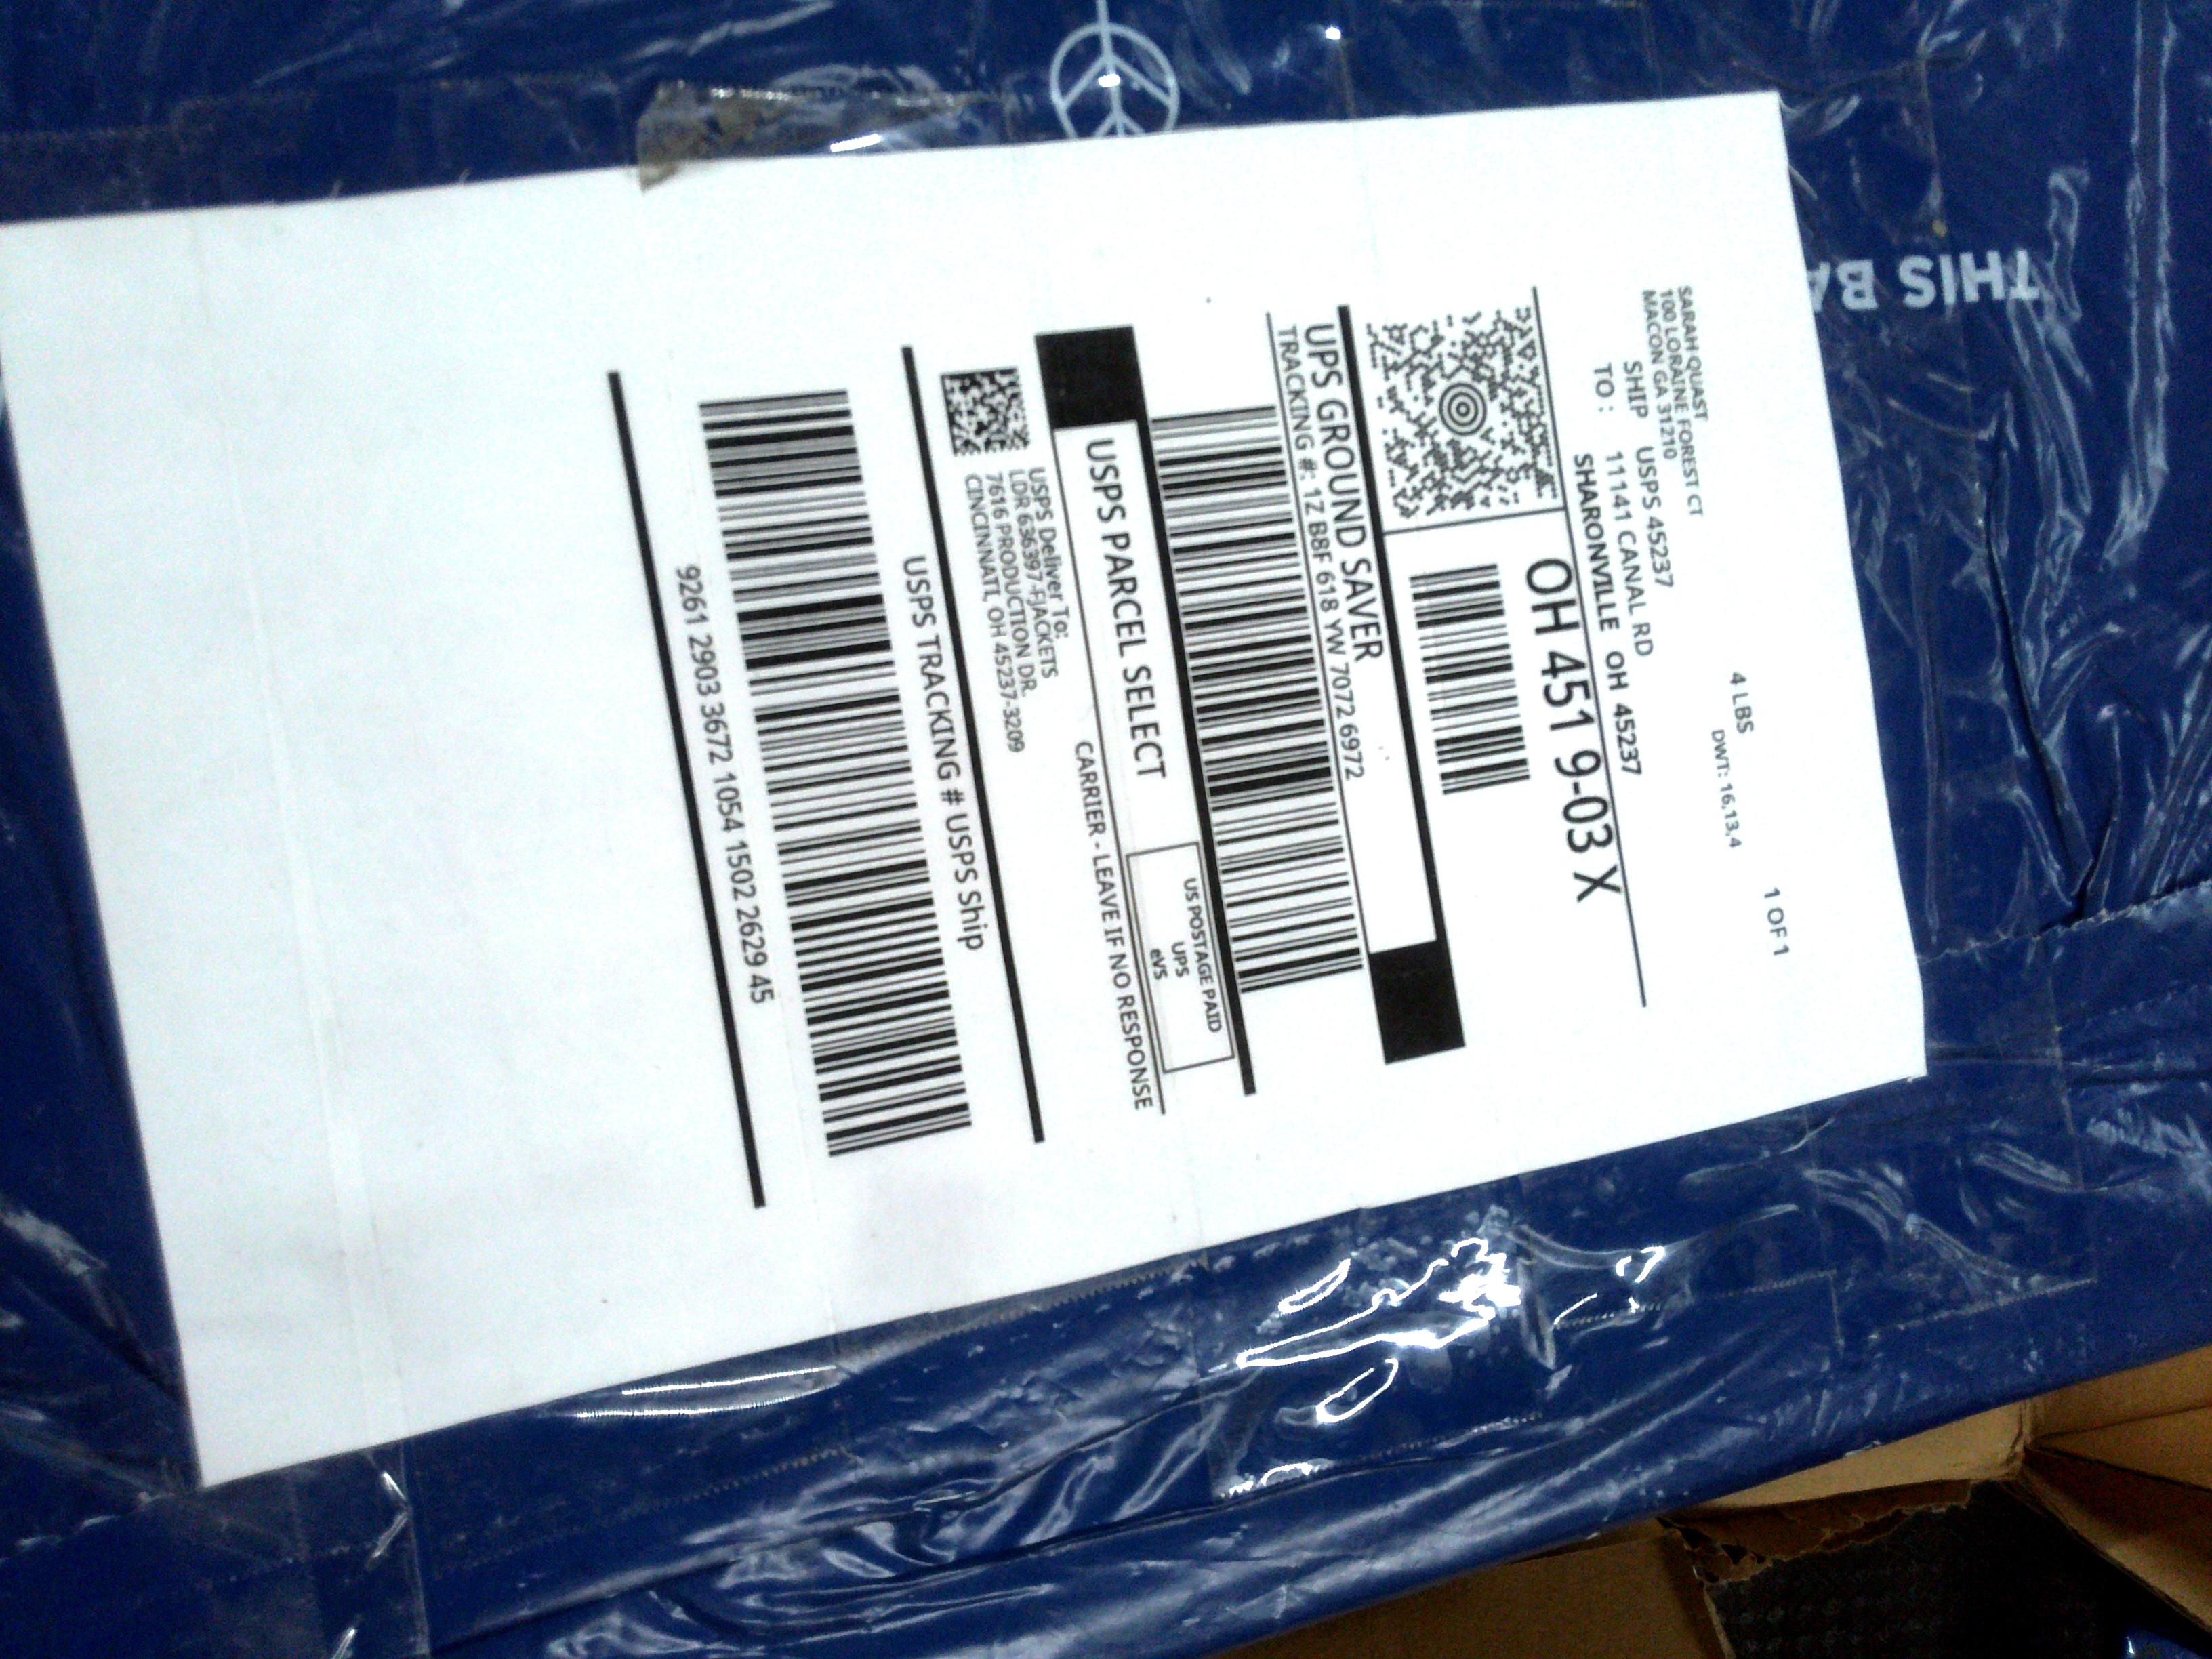 SARAH QUAST
100 LORAINE FOREST CT
MACON GA 31210
4 LBS
1 OF 1
DWT: 16,13,4
SHIP
TO :
USPS 45237
11141 CANAL RD
SHARONVILLE OH 45237
OH 451 9-03 X
UPS GROUND SAVER
TRACKING #: 1Z B8F 618 YW 7072 6972
USPS PARCEL SELECT
US POSTAGE PAID
UPS
eVS
CARRIER - LEAVE IF NO RESPONSE
USPS Deliver To:
LDR 636397-FJACKETS
7616 PRODUCTION DR.
CINCINNATI, OH 45237-3209
USPS TRACKING # USPS Ship
9261 2903 3672 1054 1502 2629 45
THIS BA